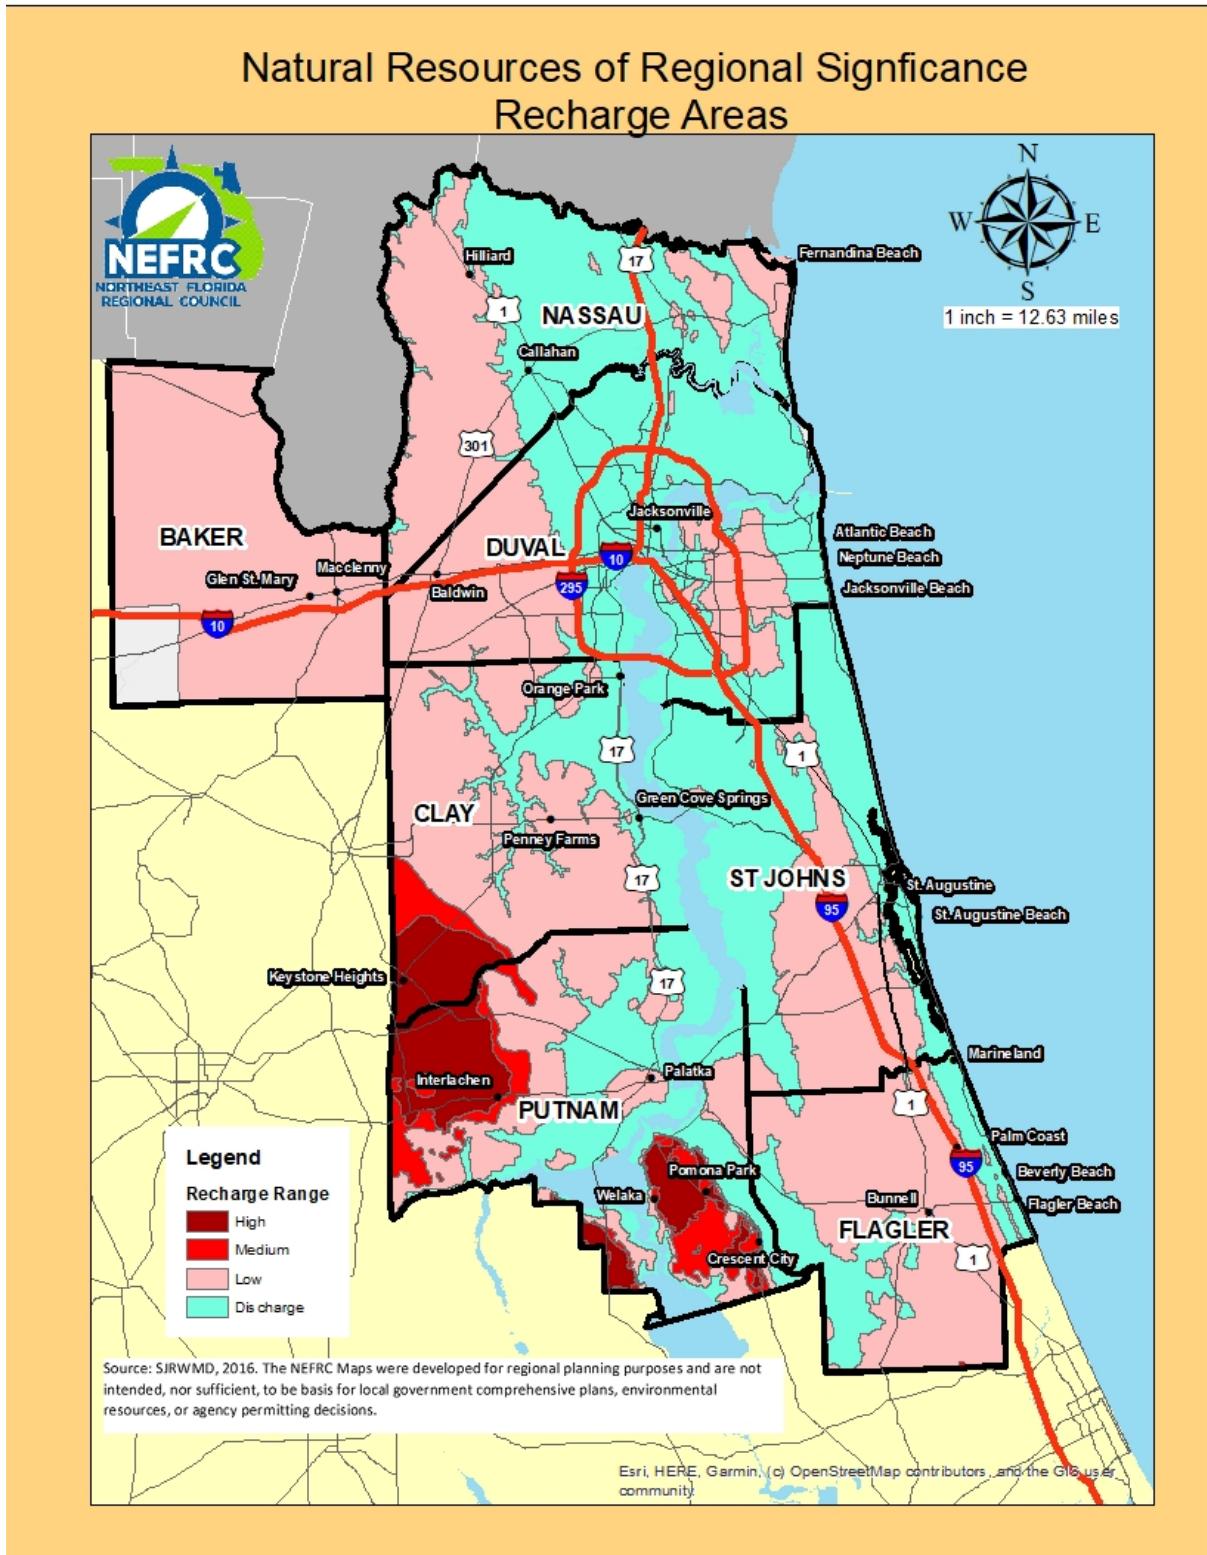 Natural Resources of Regional Signficance
Recharge Areas
NEFRC
NORTHEAST FLORIDA
REGIONAL COUNCIL
N
W
E
S
1 inch = 12.63 miles
Fernandina Beach
Hilliard
17
1
NASSAU
Callahan
301
BAKER
Jacksonville
Atlantic Beach
DUVAL
10
Neptune Beach
Macclenny
Glen St. Mary
295
Jacksonville Beach
Baldwin
10
Orange Park
17
1
Green Cove Springs
CLAY
Penney Farms
17
ST JOHNS
St. Augustine
95
St. Augustine Beach
Keystone Heights
17
Marineland
Interlachen
Palatka
PUTNAM
1
Palm Coast
95
Pomona Park
Beverly Beach
Welaka
Bunnell
Flagler Beach
FLAGLER
Crescent City
1
Legend
Recharge Range
High
Medium
Low
Discharge
Source: SJRWMD, 2016. The NEFRC Maps were developed for regional planning purposes and are not
intended, nor sufficient, to be basis for local government comprehensive plans, environmental
resources, or agency permitting decisions.
Esri, HERE, Garmin, (c) OpenStreetMap contributors, and the GIS user
community